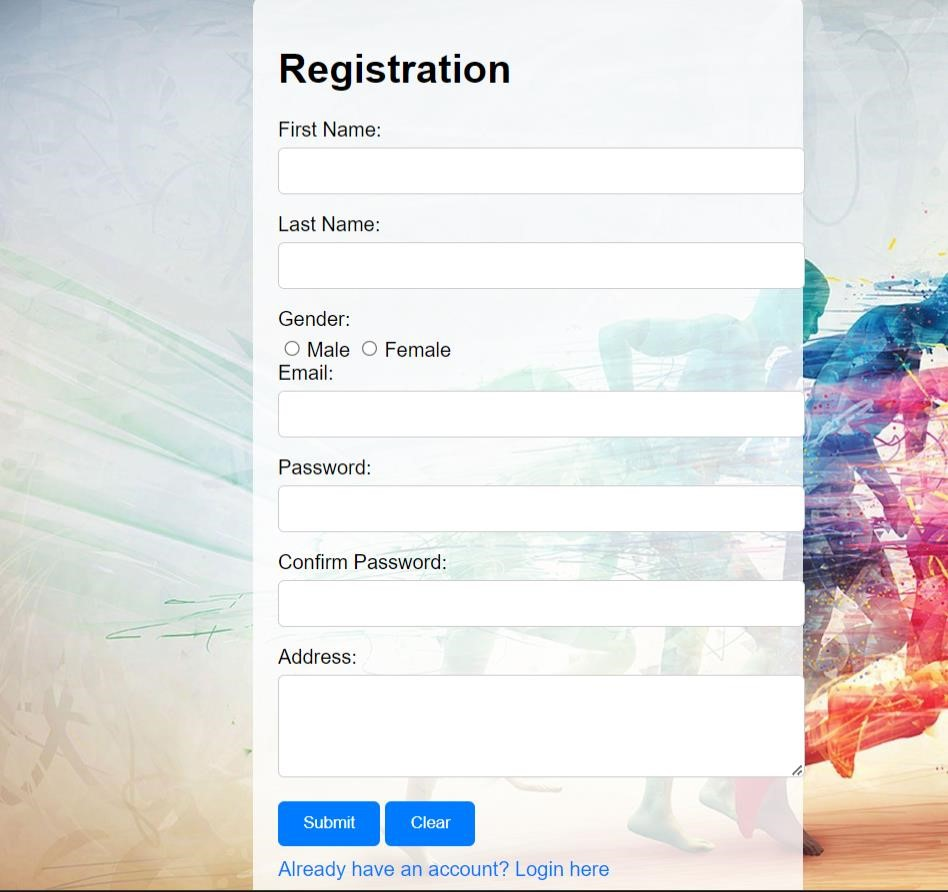 Registration
First Name:
Last Name:
Gender:
Male Female
Email:
Password:
Confirm Password:
Address:
Submit Clear
Already have an account? Login here